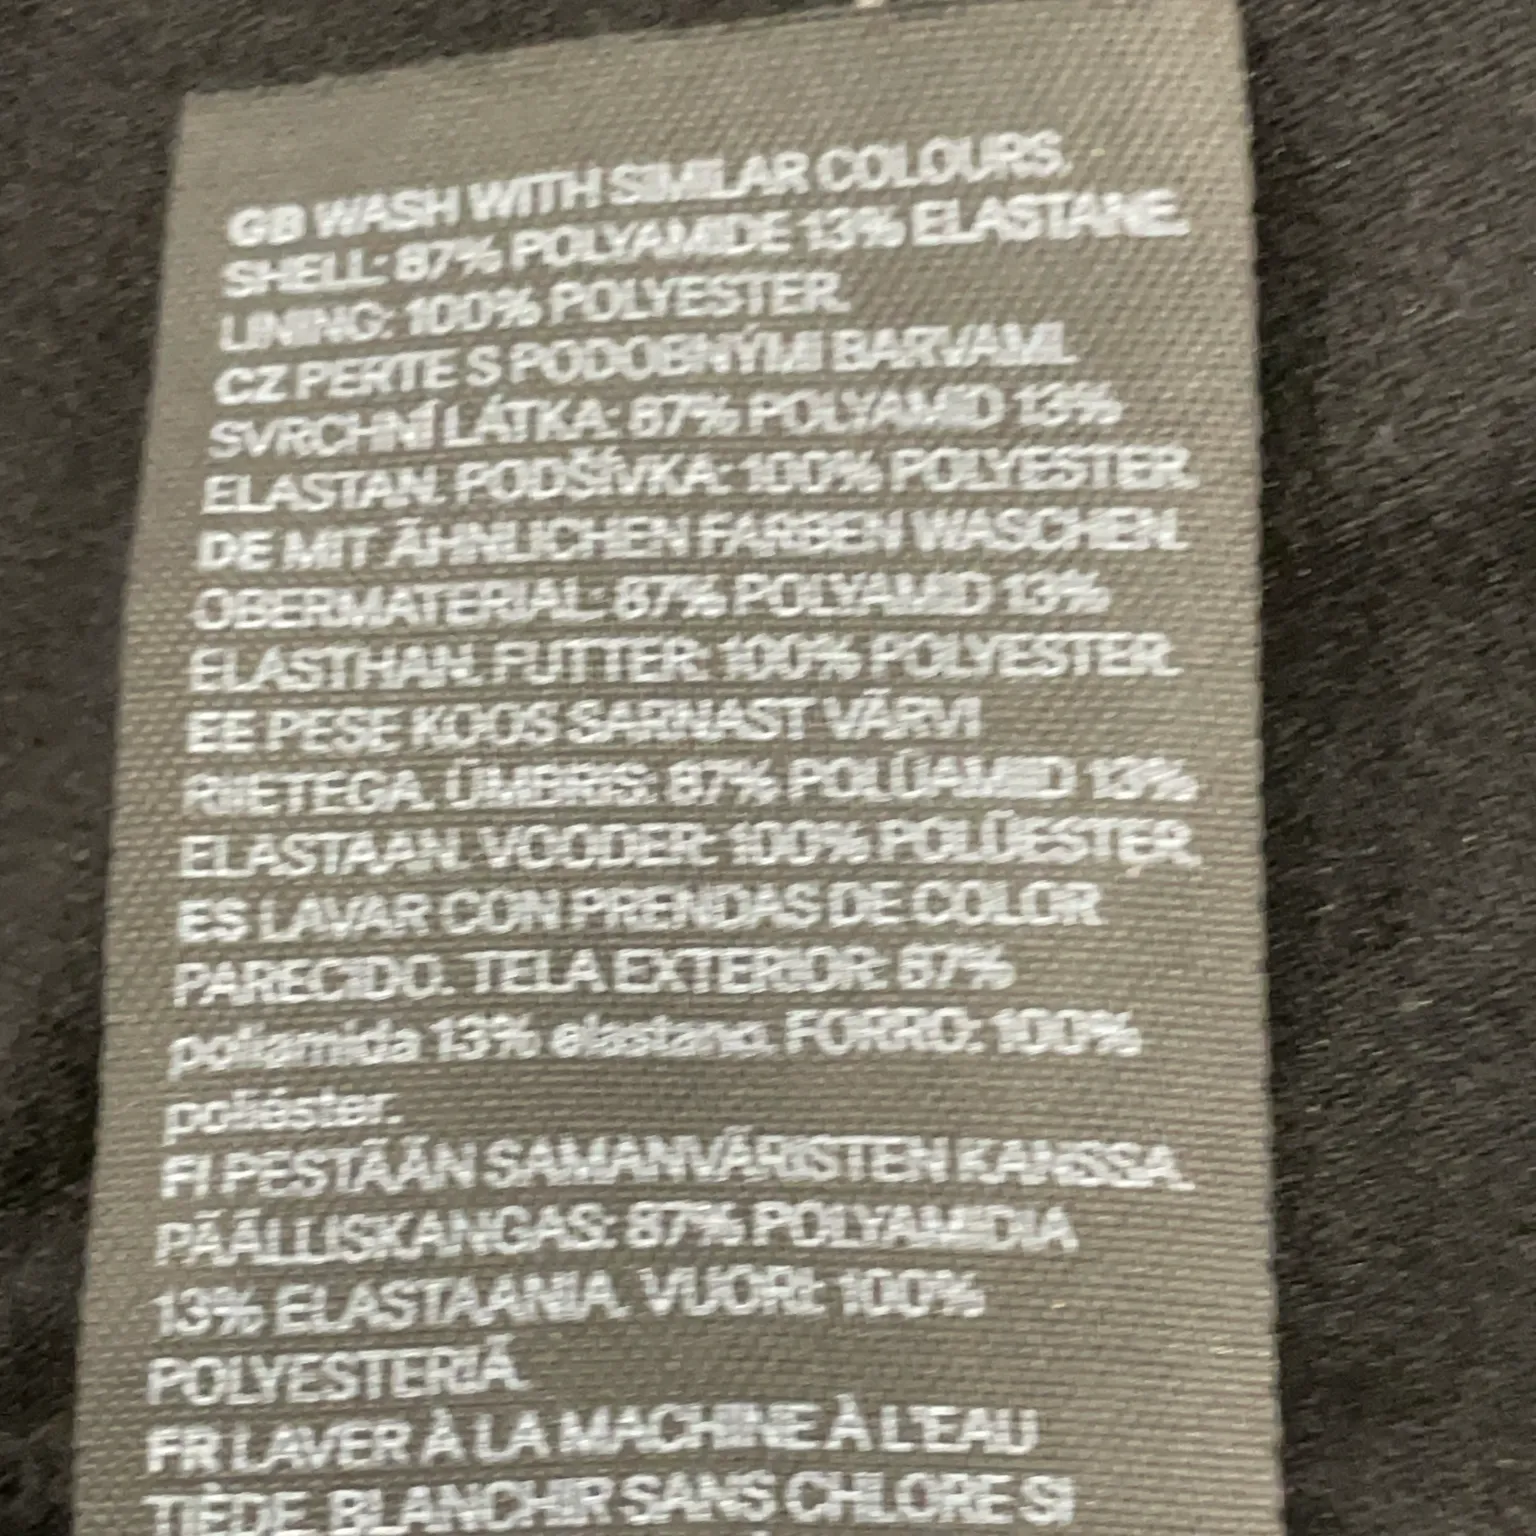 GB WASH WITH SIMILAR COLOURS.
SHELL: 87% POLYAMIDE 13% ELASTANE.
LINING: 100% POLYESTER.
CZ PERTE S PODOBNÝMI BARVAMI.
SVRCHNÍ LÁTKA: 87% POLYAMID 13%
ELASTAN. PODŠÍVKA: 100% POLYESTER.
DE MIT ÄHNLICHEN FARBEN WASCHEN.
OBERMATERIAL: 87% POLYAMID 13%
ELASTHAN. FUTTER: 100% POLYESTER.
EE PESE KOOS SARNAST VÄRVI
RIIETEGA. ÜMBRIS: 87% POLÜAMIID 13%
ELASTAAN. VOODER: 100% POLÜESTER.
ES LAVAR CON PRENDAS DE COLOR
PARECIDO. TELA EXTERIOR: 87%
poliamida 13% elastano. FORRO: 100%
poliéster.
FI PESTÄÄN SAMANVÄRISTEN KANSSA.
PÄÄLLISKANGAS: 87% POLYAMIDIA
13% ELASTAANIA. VUORI: 100%
POLYESTERIÄ.
FR LAVER À LA MACHINE À L'EAU
TIÈDE. BLANCHIR SANS CHLORE SI